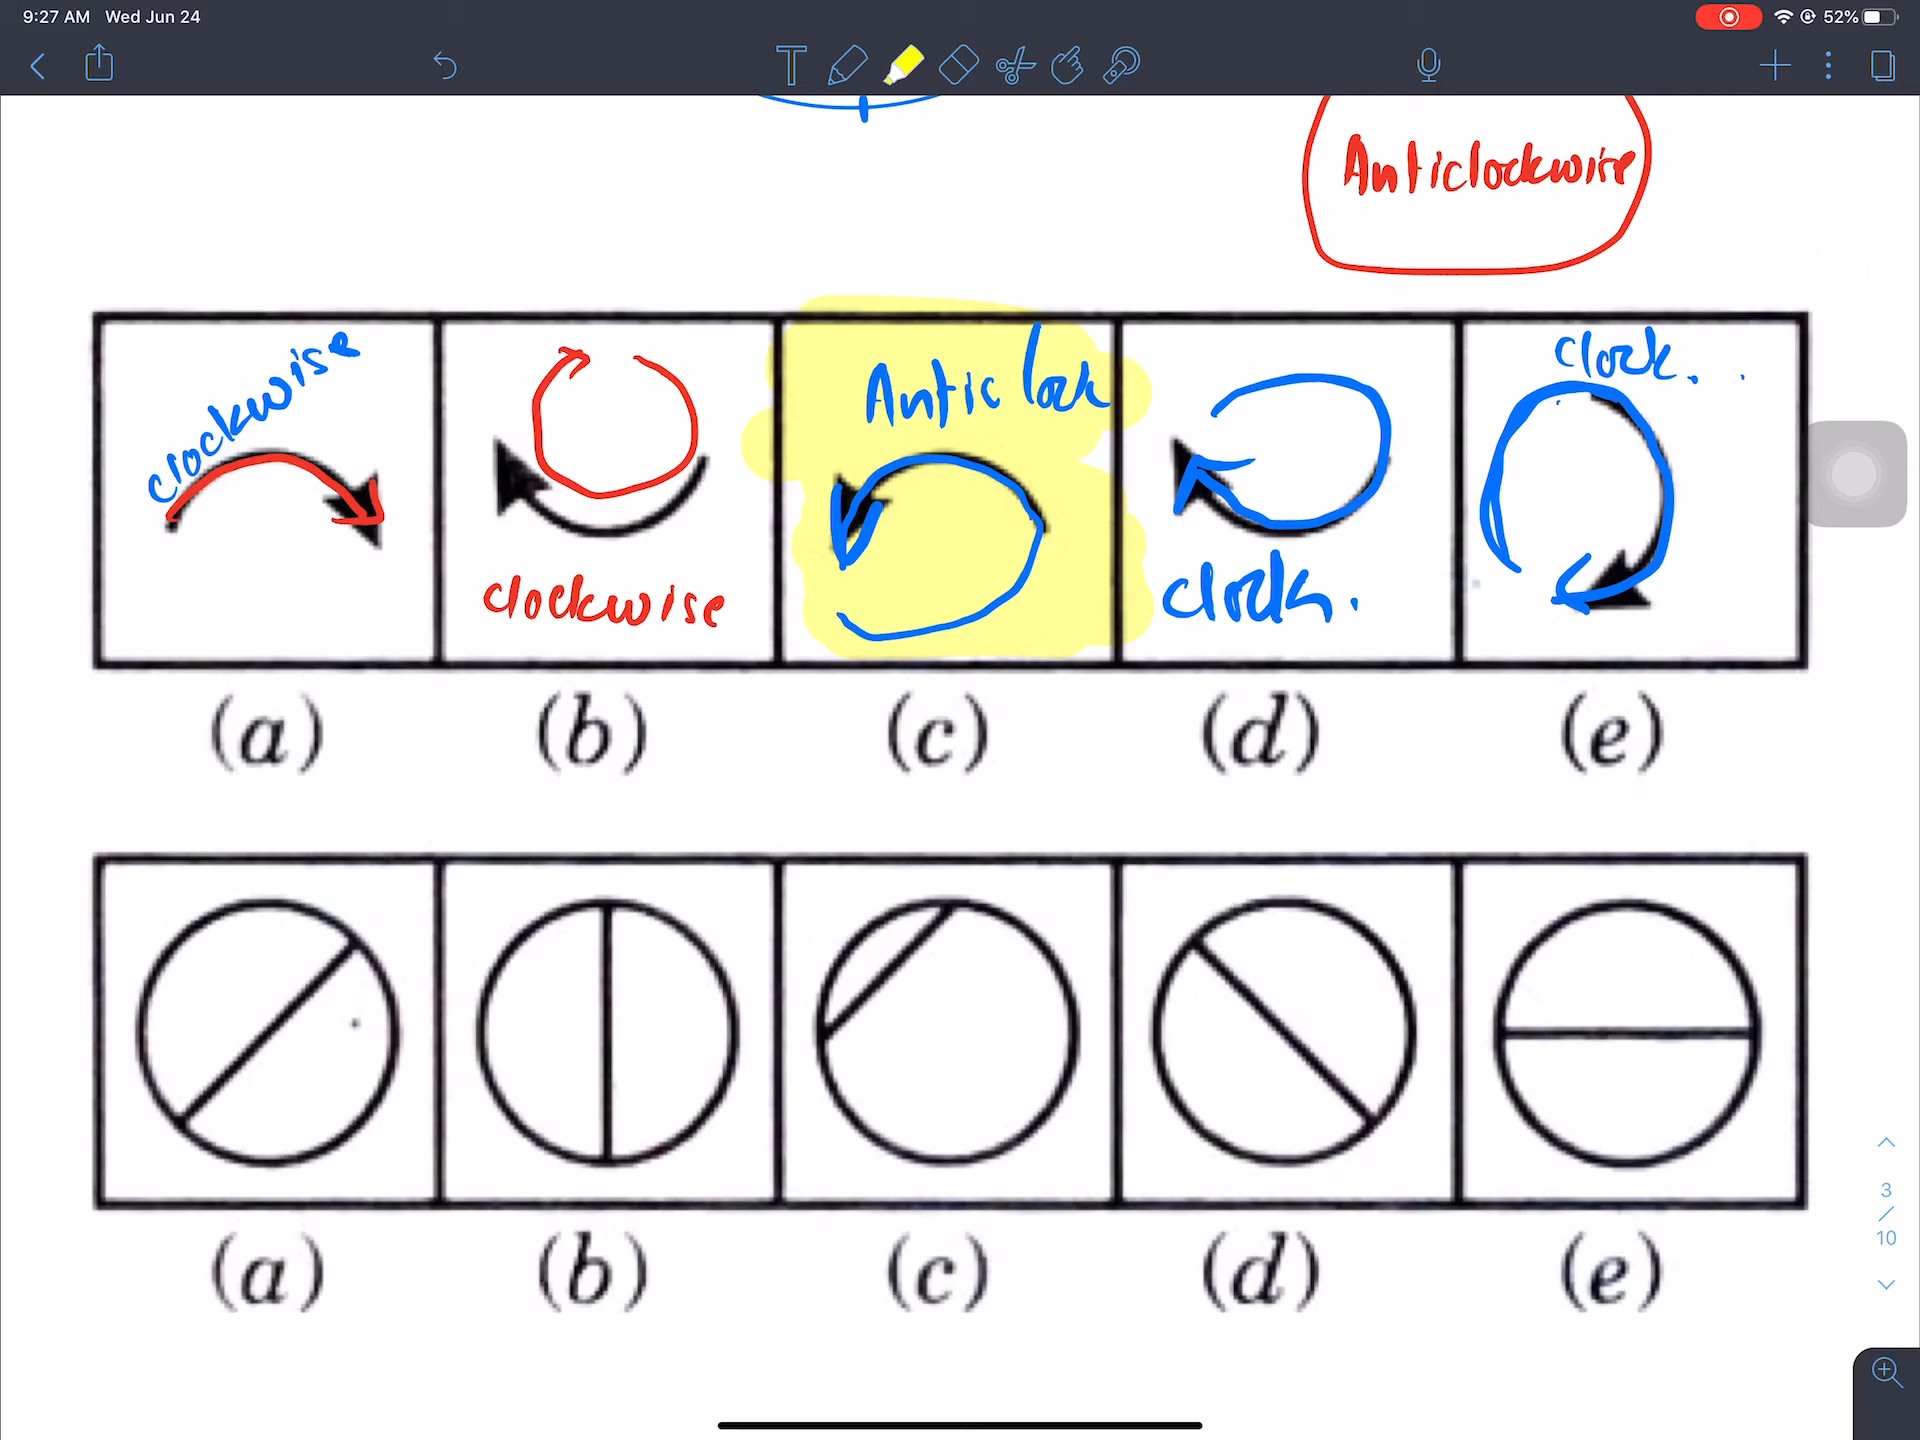 9:27 AM Wed Jun 24
52%
T
Anticlockwise
clockwise
clockwise
Anticlock
clock.
clock. . .
(a) (b) (c) (d) (e)
(a) (b) (c) (d) (e)
3
/
10